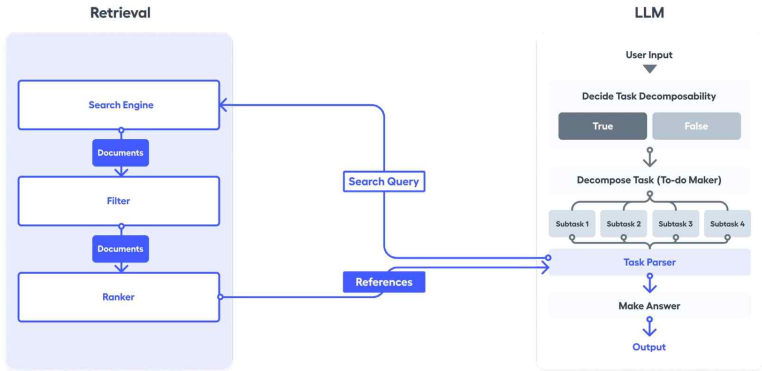 Retrieval
LLM
Search Engine
Documents
Filter
Documents
Ranker
Search Query
References
User Input
Decide Task Decomposability
True
False
Decompose Task (To-do Maker)
Subtask 1
Subtask 2
Subtask 3
Subtask 4
Task Parser
Make Answer
Output